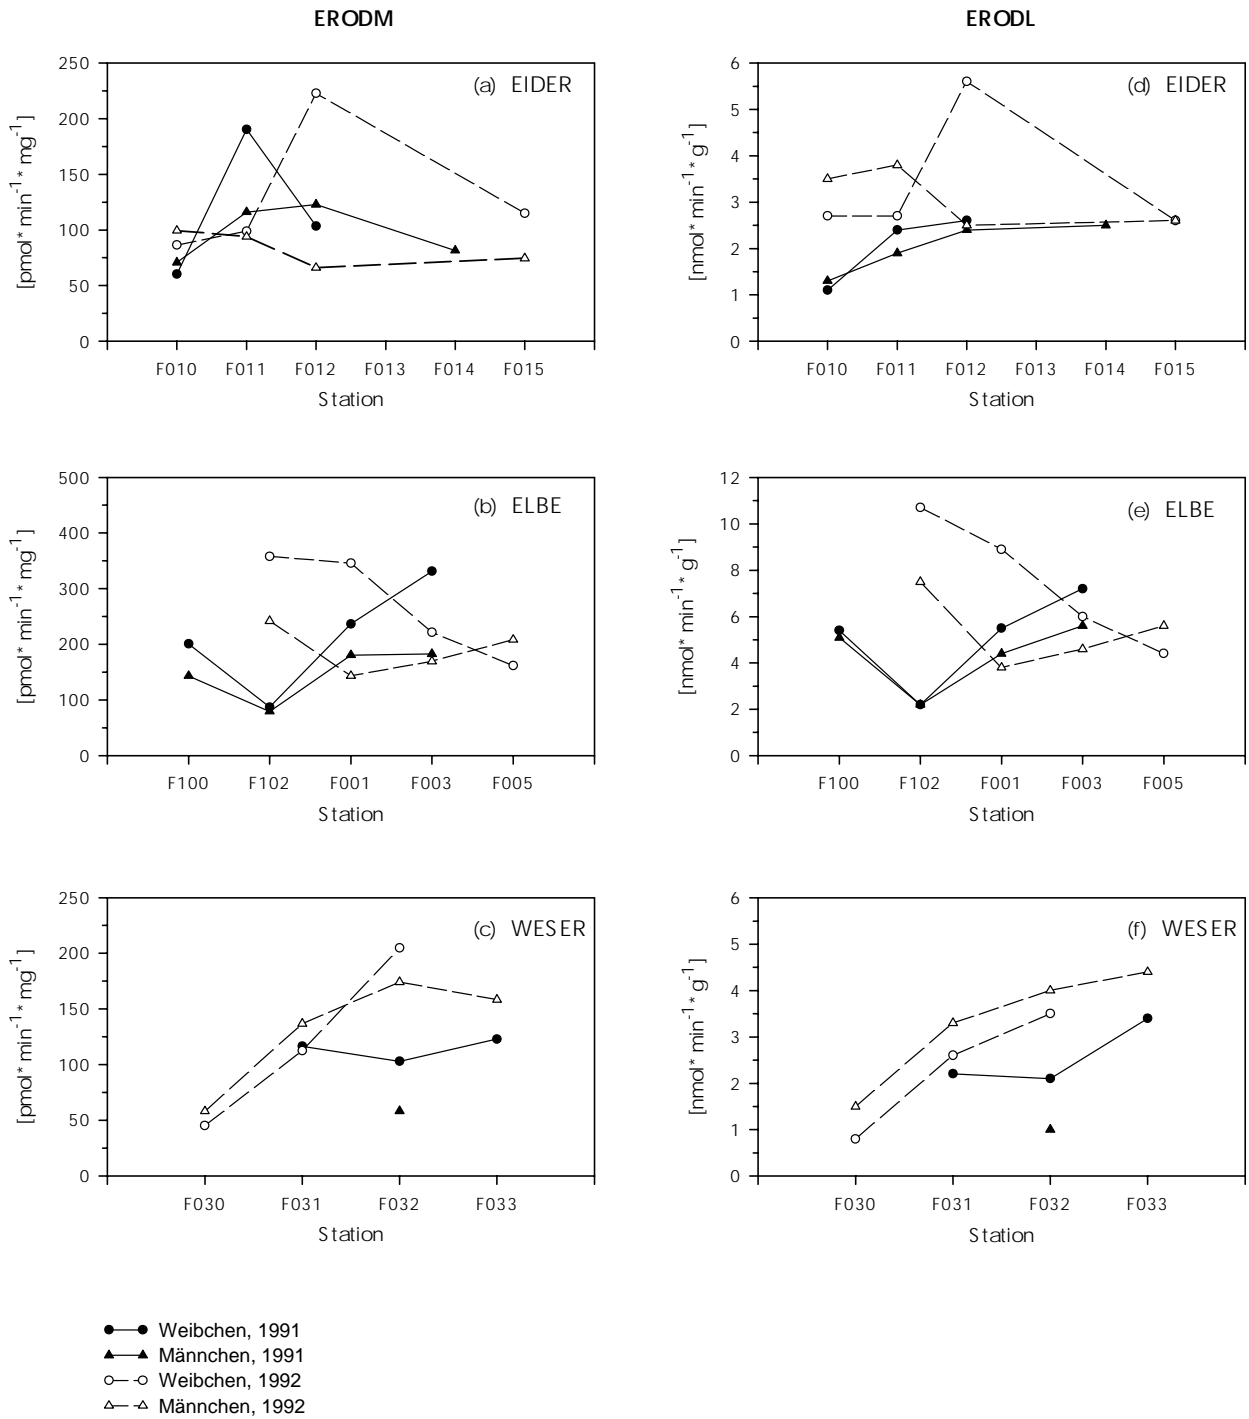 ERODM
ERODL
(a) EIDER
[pmol* min-1* mg-1]
250
200
150
100
50
0
F010 F011 F012 F013 F014 F015
Station
(d) EIDER
[nmol* min-1* g-1]
6
5
4
3
2
1
0
F010 F011 F012 F013 F014 F015
Station
(b) ELBE
[pmol* min-1* mg-1]
500
400
300
200
100
0
F100 F102 F001 F003 F005
Station
(e) ELBE
[nmol* min-1* g-1]
12
10
8
6
4
2
0
F100 F102 F001 F003 F005
Station
(c) WESER
[pmol* min-1* mg-1]
250
200
150
100
50
0
F030 F031 F032 F033
Station
(f) WESER
[nmol* min-1* g-1]
6
5
4
3
2
1
0
F030 F031 F032 F033
Station
Weibchen, 1991
Männchen, 1991
Weibchen, 1992
Männchen, 1992